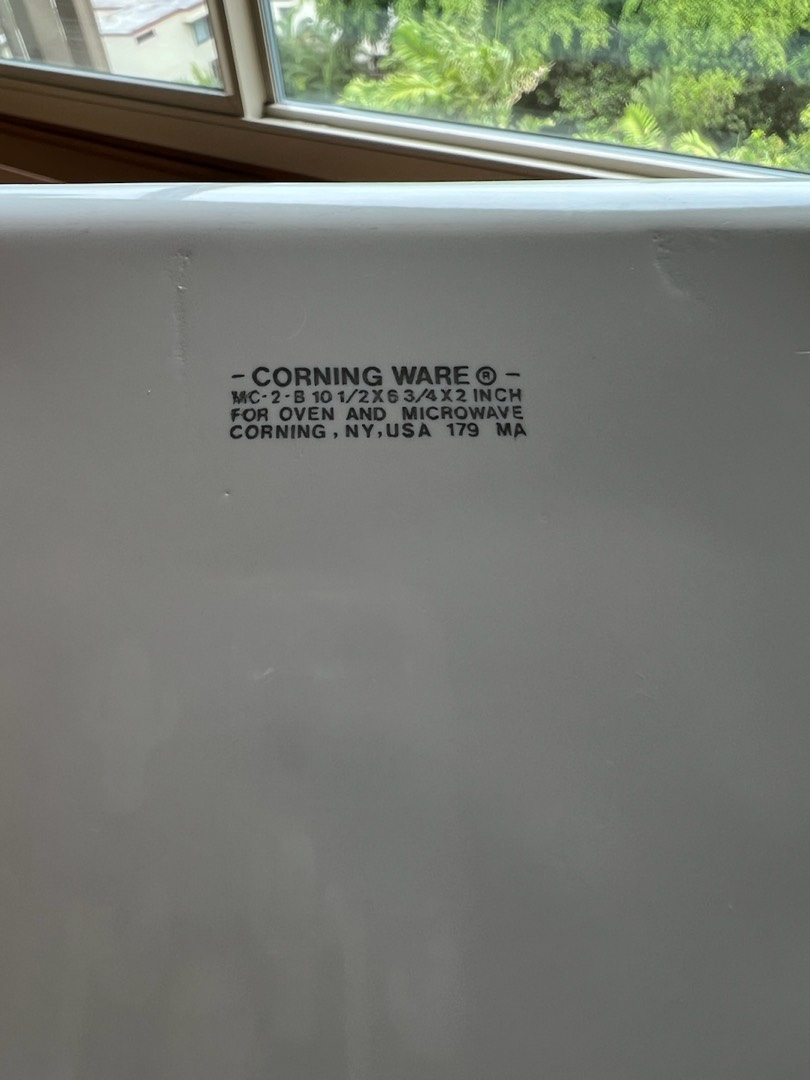 - CORNING WARE ® -
MC-2-B 10 1/2X6 3/4X2 INCH
FOR OVEN AND MICROWAVE
CORNING, NY, USA 179 MA